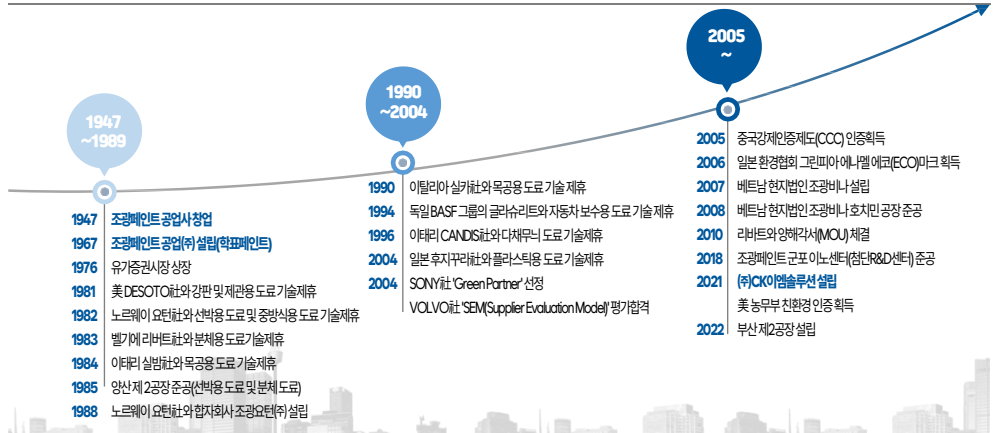 1947
~1989
1947 조광페인트 공업사 창업
1967 조광페인트 공업(주) 설립(학표페인트)
1976 유가증권시장 상장
1981 美 DESOTO社와 강판 및 제관용 도료 기술제휴
1982 노르웨이 요턴社와 선박용 도료 및 중방식용 도료 기술제휴
1983 벨기에 리버트社와 분체용 도료기술제휴
1984 이태리 실밤社와 목공용 도료 기술제휴
1985 양산 제 2공장 준공(선박용 도료 및 분체 도료)
1988 노르웨이 요턴社와 합자회사 조광요턴(주) 설립
1990
~2004
1990 이탈리아 실카社와 목공용 도료 기술 제휴
1994 독일 BASF 그룹의 글라슈리트와 자동차 보수용 도료 기술 제휴
1996 이태리 CANDIS社와 다채무늬 도료 기술제휴
2004 일본 후지꾸라社와 플라스틱용 도료 기술제휴
2004 SONY社 'Green Partner' 선정
VOLVO社 'SEM(Supplier Evaluation Model)' 평가합격
2005
~
2005 중국강제인증제도(CCC) 인증획득
2006 일본 환경협회 그린피아 에나멜 에코(ECO)마크 획득
2007 베트남 현지법인 조광비나 설립
2008 베트남 현지법인 조광비나 호치민 공장 준공
2010 리바트와 양해각서(MOU) 체결
2018 조광페인트 군포 이노센터(첨단R&D센터) 준공
2021 (주)CK이엠솔루션 설립
美 농무부 친환경 인증 획득
2022 부산 제2공장 설립